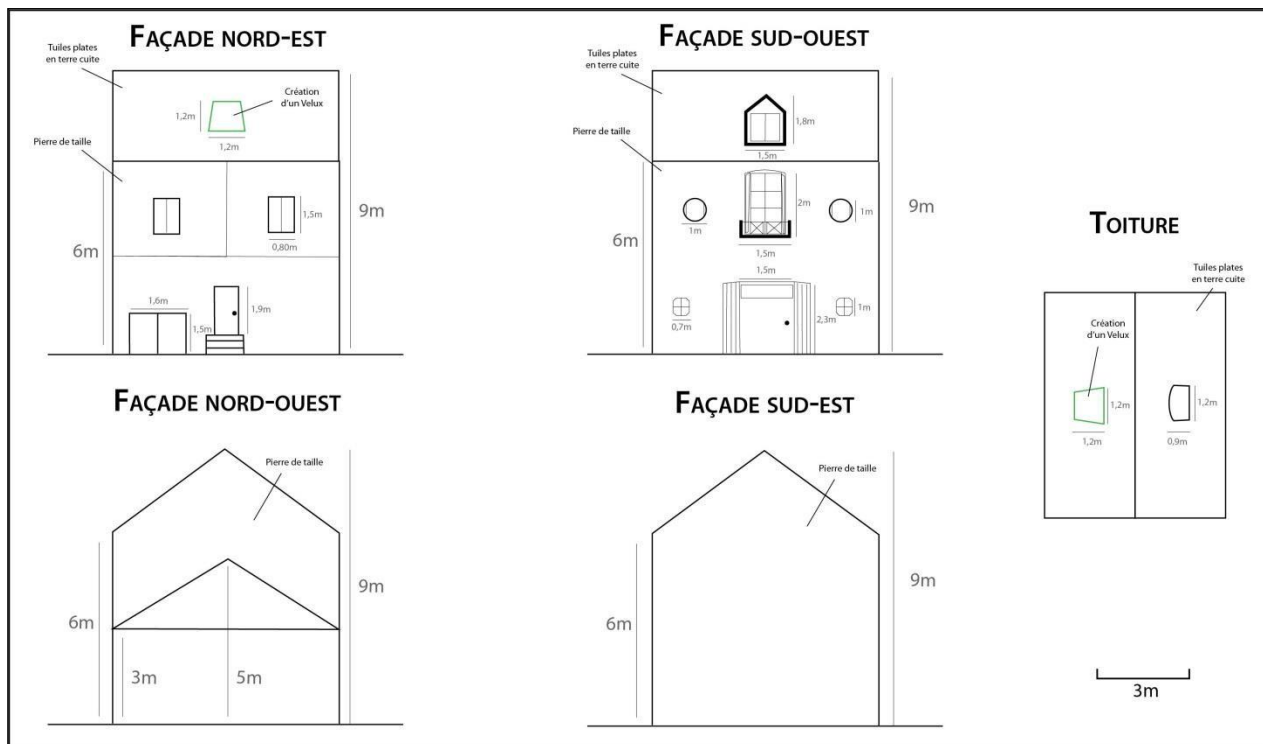 FAÇADE NORD-EST
Tuiles plates
en terre cuite
Création
d'un Velux
1,2m
1,2m
Pierre de taille
9m
6m
1,5m
0,80m
1,6m
1,5m
1,9m
FAÇADE SUD-OUEST
Tuiles plates
en terre cuite
1,8m
1,5m
Pierre de taille
2m
1m
1m
9m
6m
1,5m
1,5m
0,7m
2,3m
1m
TOITURE
Tuiles plates
en terre cuite
Création
d'un Velux
1,2m
1,2m
1,2m
0,9m
FAÇADE NORD-OUEST
Pierre de taille
9m
6m
3m
5m
FAÇADE SUD-EST
Pierre de taille
9m
6m
3m